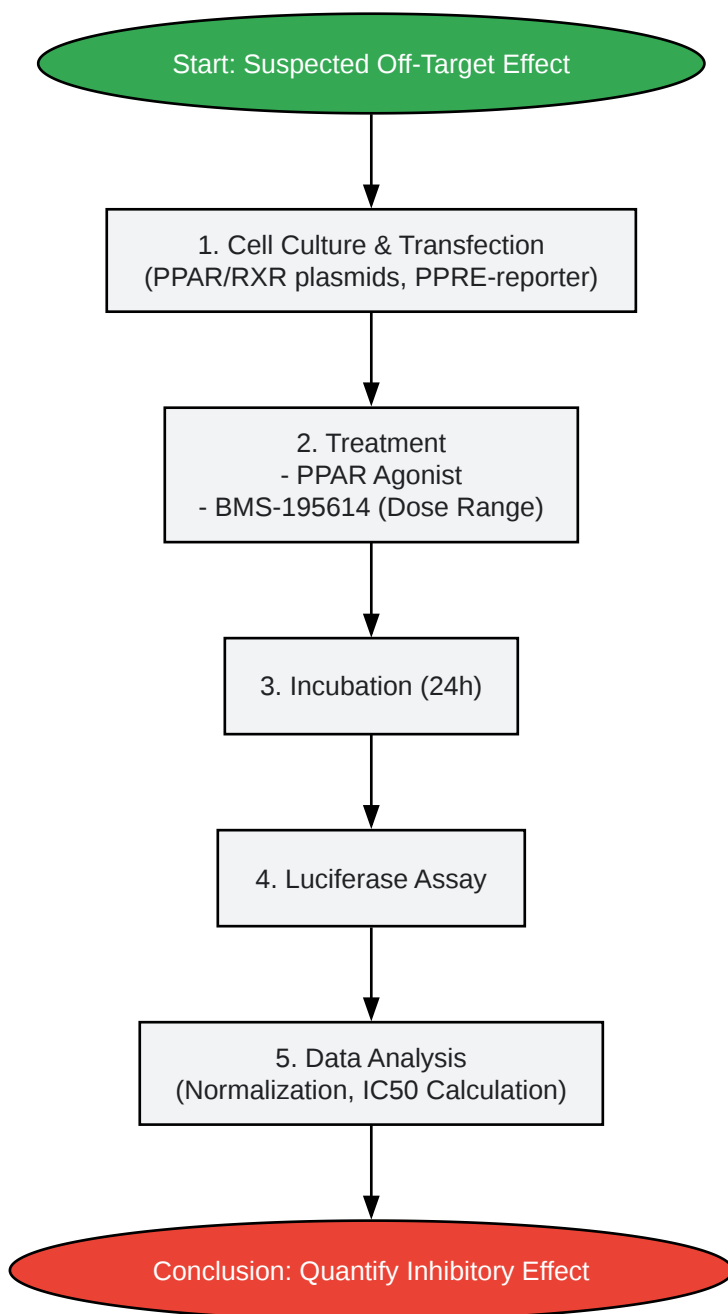 Start: Suspected Off-Target Effect
1. Cell Culture & Transfection
(PPAR/RXR plasmids, PPRE-reporter)
2. Treatment
- PPAR Agonist
- BMS-195614 (Dose Range)
3. Incubation (24h)
4. Luciferase Assay
5. Data Analysis
(Normalization, IC50 Calculation)
Conclusion: Quantify Inhibitory Effect